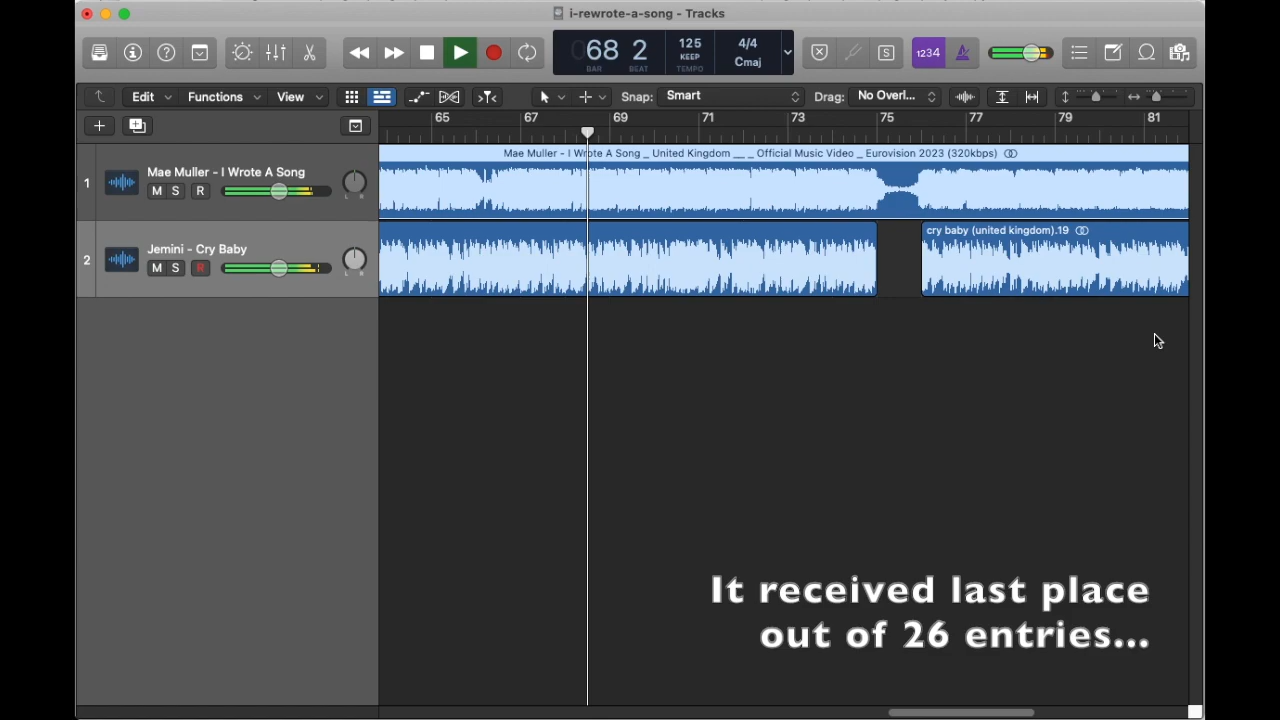 i-rewrote-a-song - Tracks
068 2
BAR BEAT
125
KEEP
TEMPO
4/4
Cmaj
S
1234
Edit Functions View
Snap: Smart
Drag: No Overl...
65 67 69 71 73 75 77 79 81
1 Mae Muller - I Wrote A Song
M S R
L R
Mae Muller - I Wrote A Song _ United Kingdom __ _ Official Music Video _ Eurovision 2023 (320kbps)
2 Jemini - Cry Baby
M S R
L R
cry baby (united kingdom).19
It received last place
out of 26 entries...